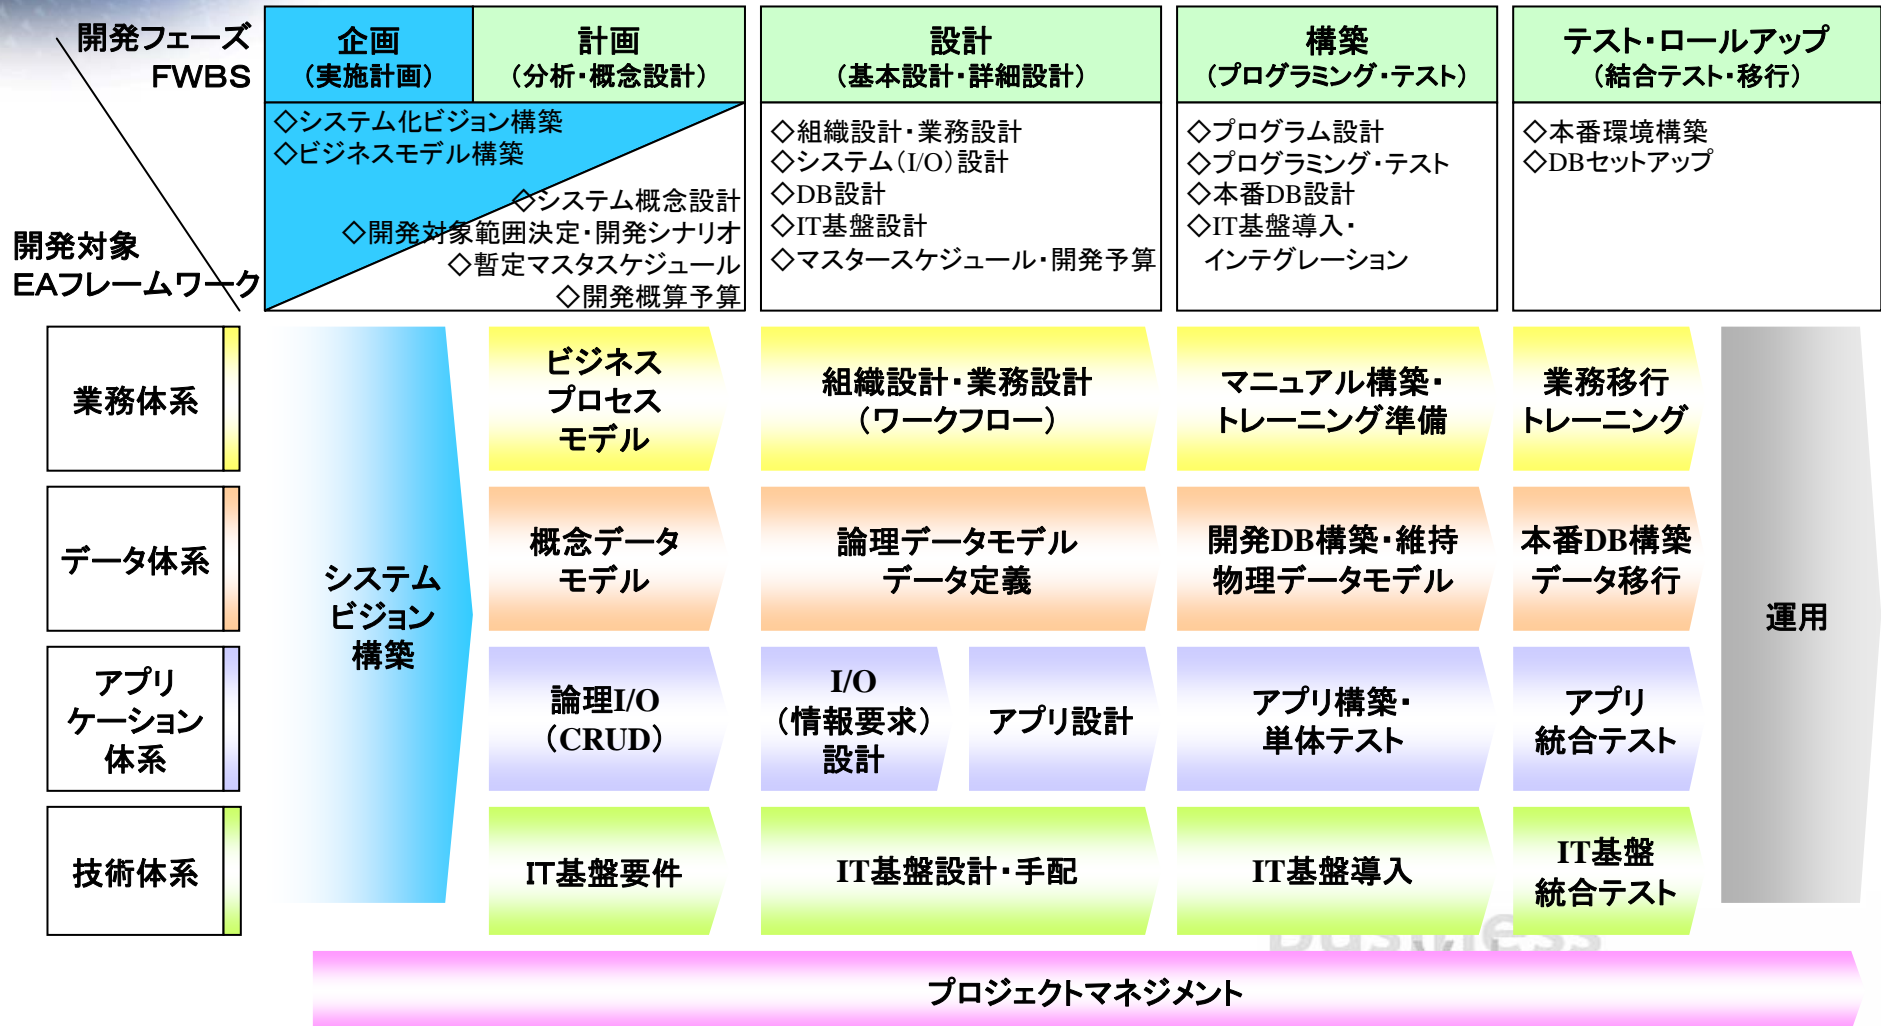 開発フェーズ
FWBS
開発対象
EAフレームワーク
企画
（実施計画）
計画
（分析・概念設計）
設計
（基本設計・詳細設計）
構築
（プログラミング・テスト）
テスト・ロールアップ
（結合テスト・移行）
◇システム化ビジョン構築
◇ビジネスモデル構築
◇システム概念設計
◇開発対象範囲決定・開発シナリオ
◇暫定マスタスケジュール
◇開発概算予算
◇組織設計・業務設計
◇システム（I/O）設計
◇DB設計
◇IT基盤設計
◇マスタースケジュール・開発予算
◇プログラム設計
◇プログラミング・テスト
◇本番DB設計
◇IT基盤導入・
インテグレーション
◇本番環境構築
◇DBセットアップ
システム
ビジョン
構築
業務体系
ビジネス
プロセス
モデル
組織設計・業務設計
（ワークフロー）
マニュアル構築・
トレーニング準備
業務移行
トレーニング
データ体系
概念データ
モデル
論理データモデル
データ定義
開発DB構築・維持
物理データモデル
本番DB構築
データ移行
アプリ
ケーション
体系
論理I/O
（CRUD）
I/O
（情報要求）
設計
アプリ設計
アプリ構築・
単体テスト
アプリ
統合テスト
技術体系
IT基盤要件
IT基盤設計・手配
IT基盤導入
IT基盤
統合テスト
運用
Business
プロジェクトマネジメント